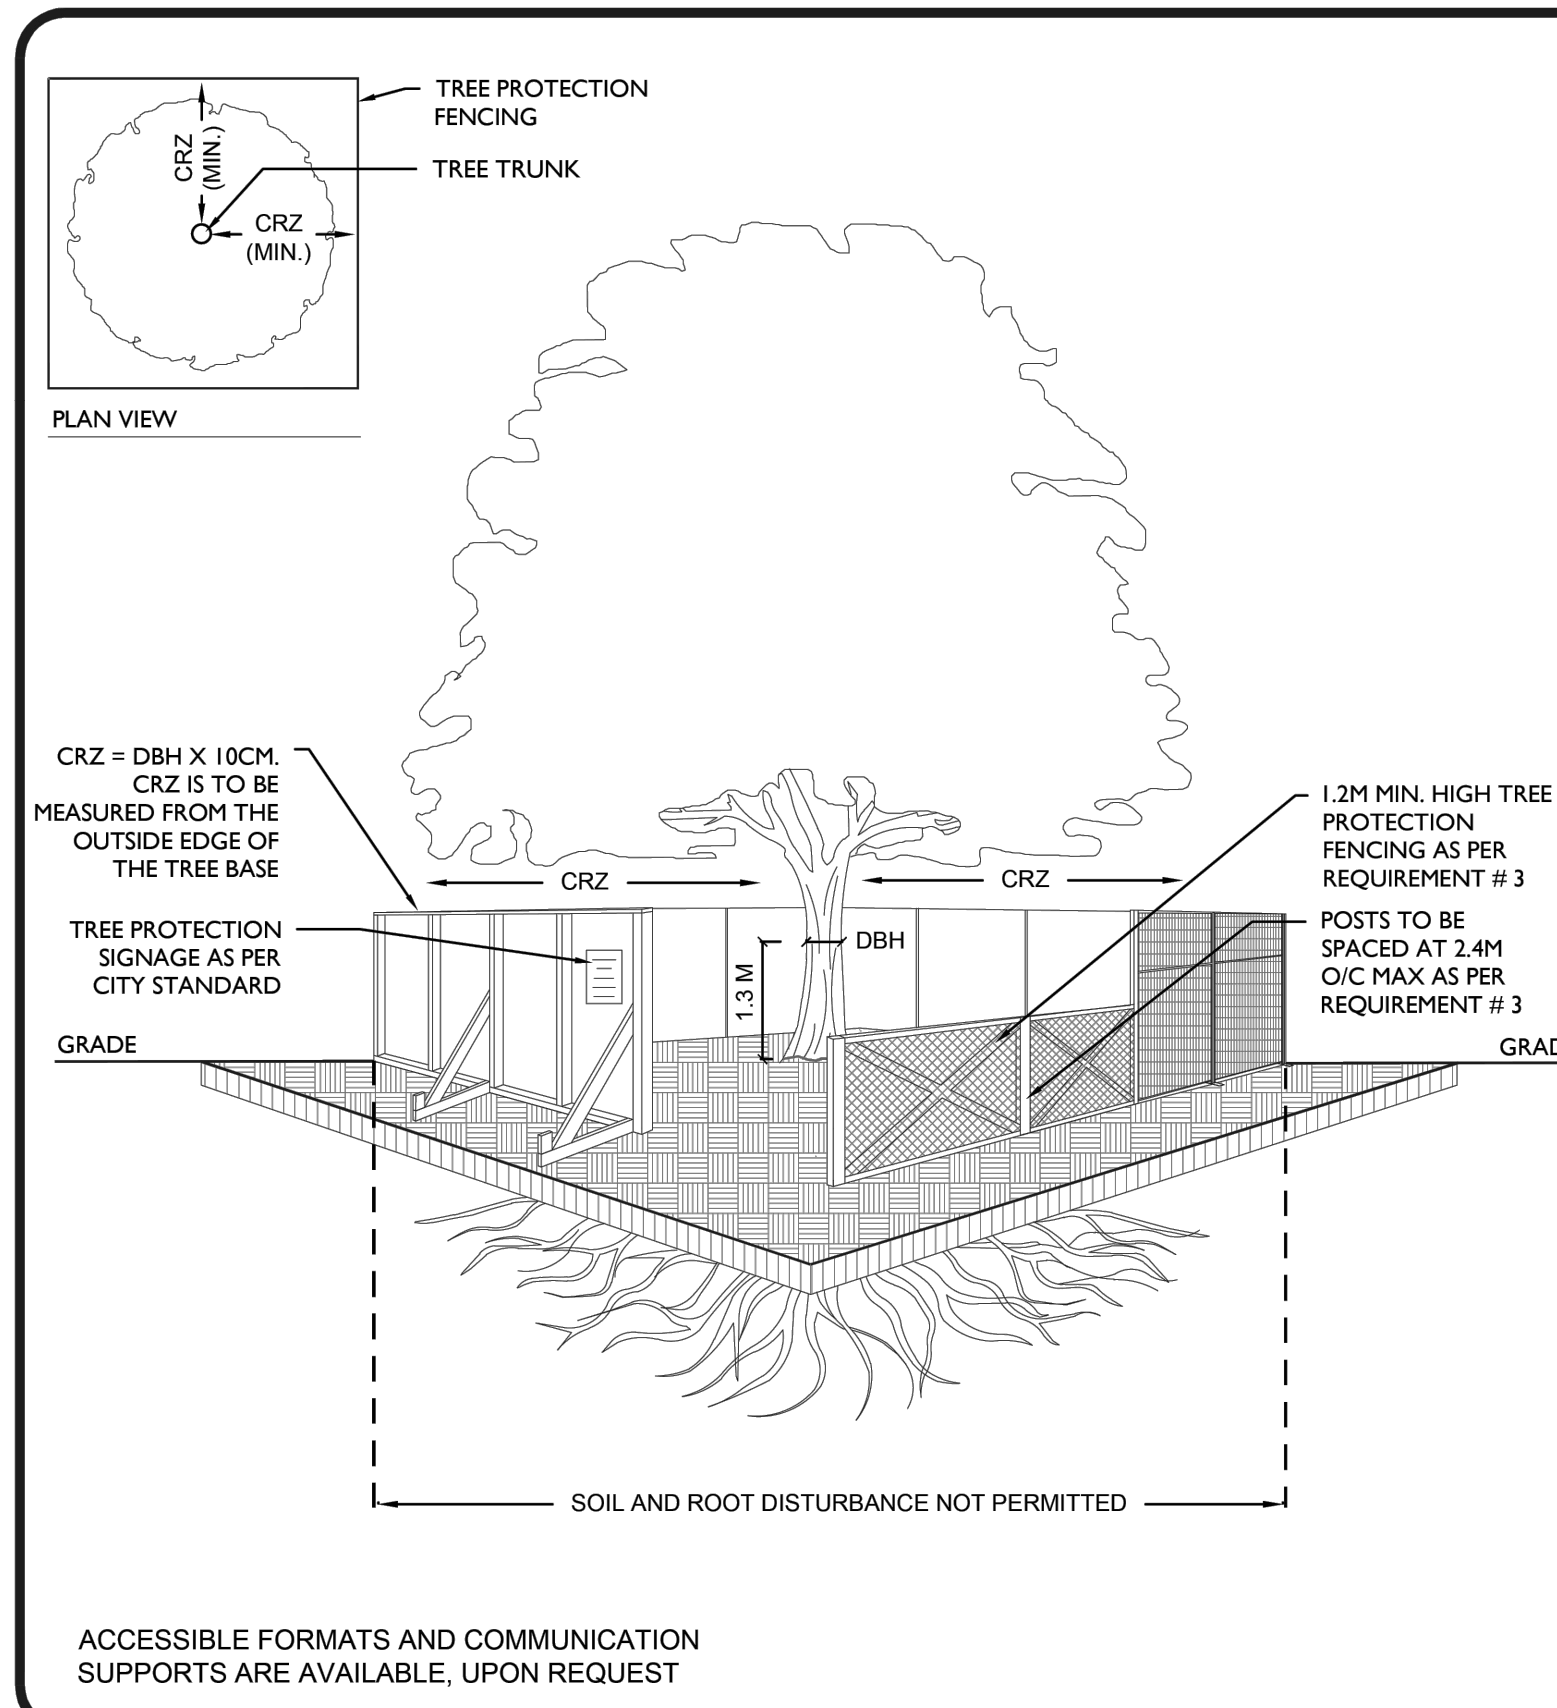 TREE PROTECTION
FENCING
TREE TRUNK
CRZ
(MIN.)
CRZ
(MIN.)
PLAN VIEW
CRZ = DBH X 10CM.
CRZ IS TO BE
MEASURED FROM THE
OUTSIDE EDGE OF
THE TREE BASE
TREE PROTECTION
SIGNAGE AS PER
CITY STANDARD
GRADE
CRZ
CRZ
DBH
1.3 M
1.2M MIN. HIGH TREE
PROTECTION
FENCING AS PER
REQUIREMENT # 3
POSTS TO BE
SPACED AT 2.4M
O/C MAX AS PER
REQUIREMENT # 3
GRAD
SOIL AND ROOT DISTURBANCE NOT PERMITTED
ACCESSIBLE FORMATS AND COMMUNICATION
SUPPORTS ARE AVAILABLE, UPON REQUEST